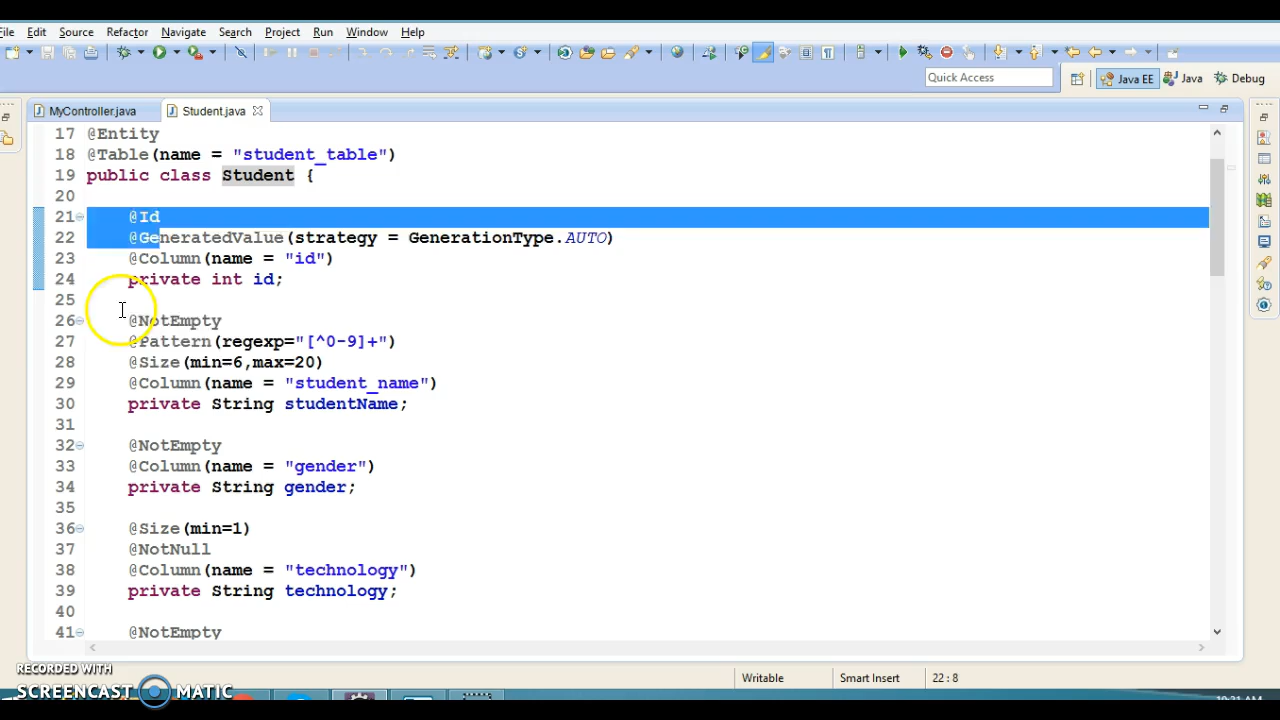 File Edit Source Refactor Navigate Search Project Run Window Help
Quick Access Java EE Java Debug
MyController.java Student.java
17 @Entity
18 @Table(name = "student_table")
19 public class Student {
20
21 @Id
22 @GeneratedValue(strategy = GenerationType.AUTO)
23 @Column(name = "id")
24 private int id;
25
26 @NotEmpty
27 @Pattern(regexp="[^0-9]+")
28 @Size(min=6,max=20)
29 @Column(name = "student_name")
30 private String studentName;
31
32 @NotEmpty
33 @Column(name = "gender")
34 private String gender;
35
36 @Size(min=1)
37 @NotNull
38 @Column(name = "technology")
39 private String technology;
40
41 @NotEmpty
Writable Smart Insert 22 : 8
RECORDED WITH
SCREENCAST MATIC